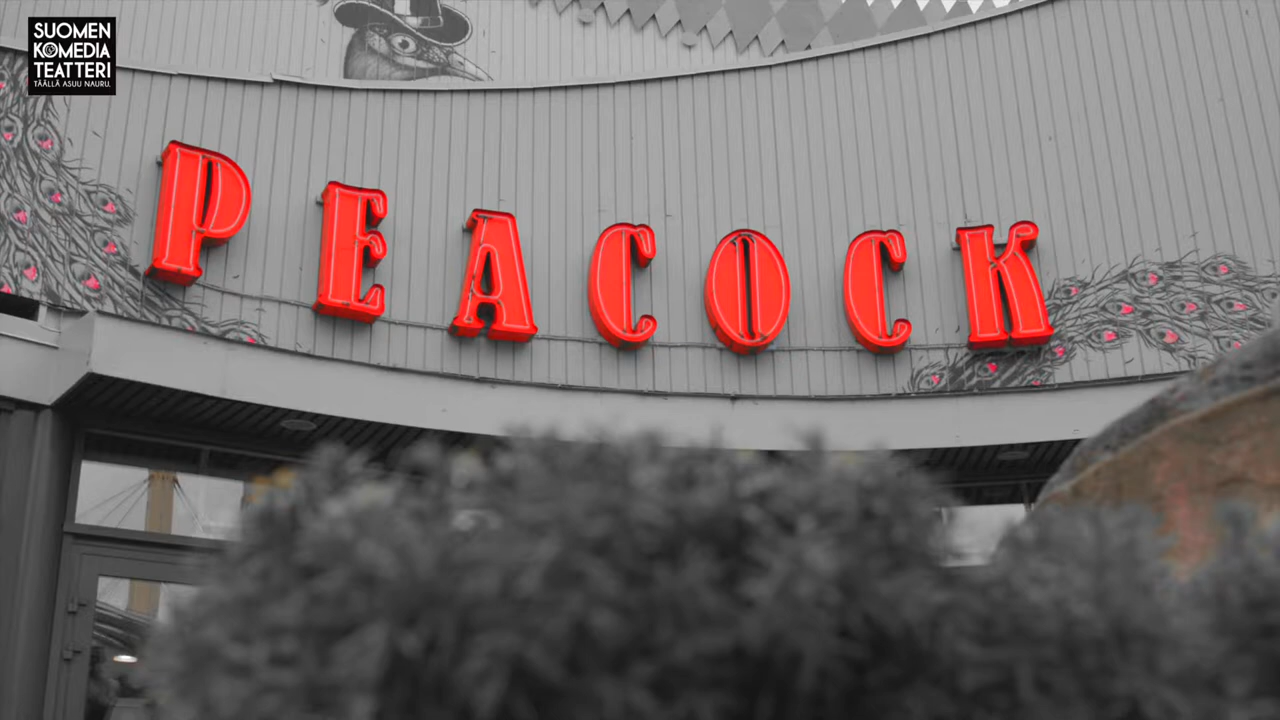 SUOMEN
KOMEDIA
TEATTERI
TÄÄLLÄ ASUU NAURU.
PEACOCK